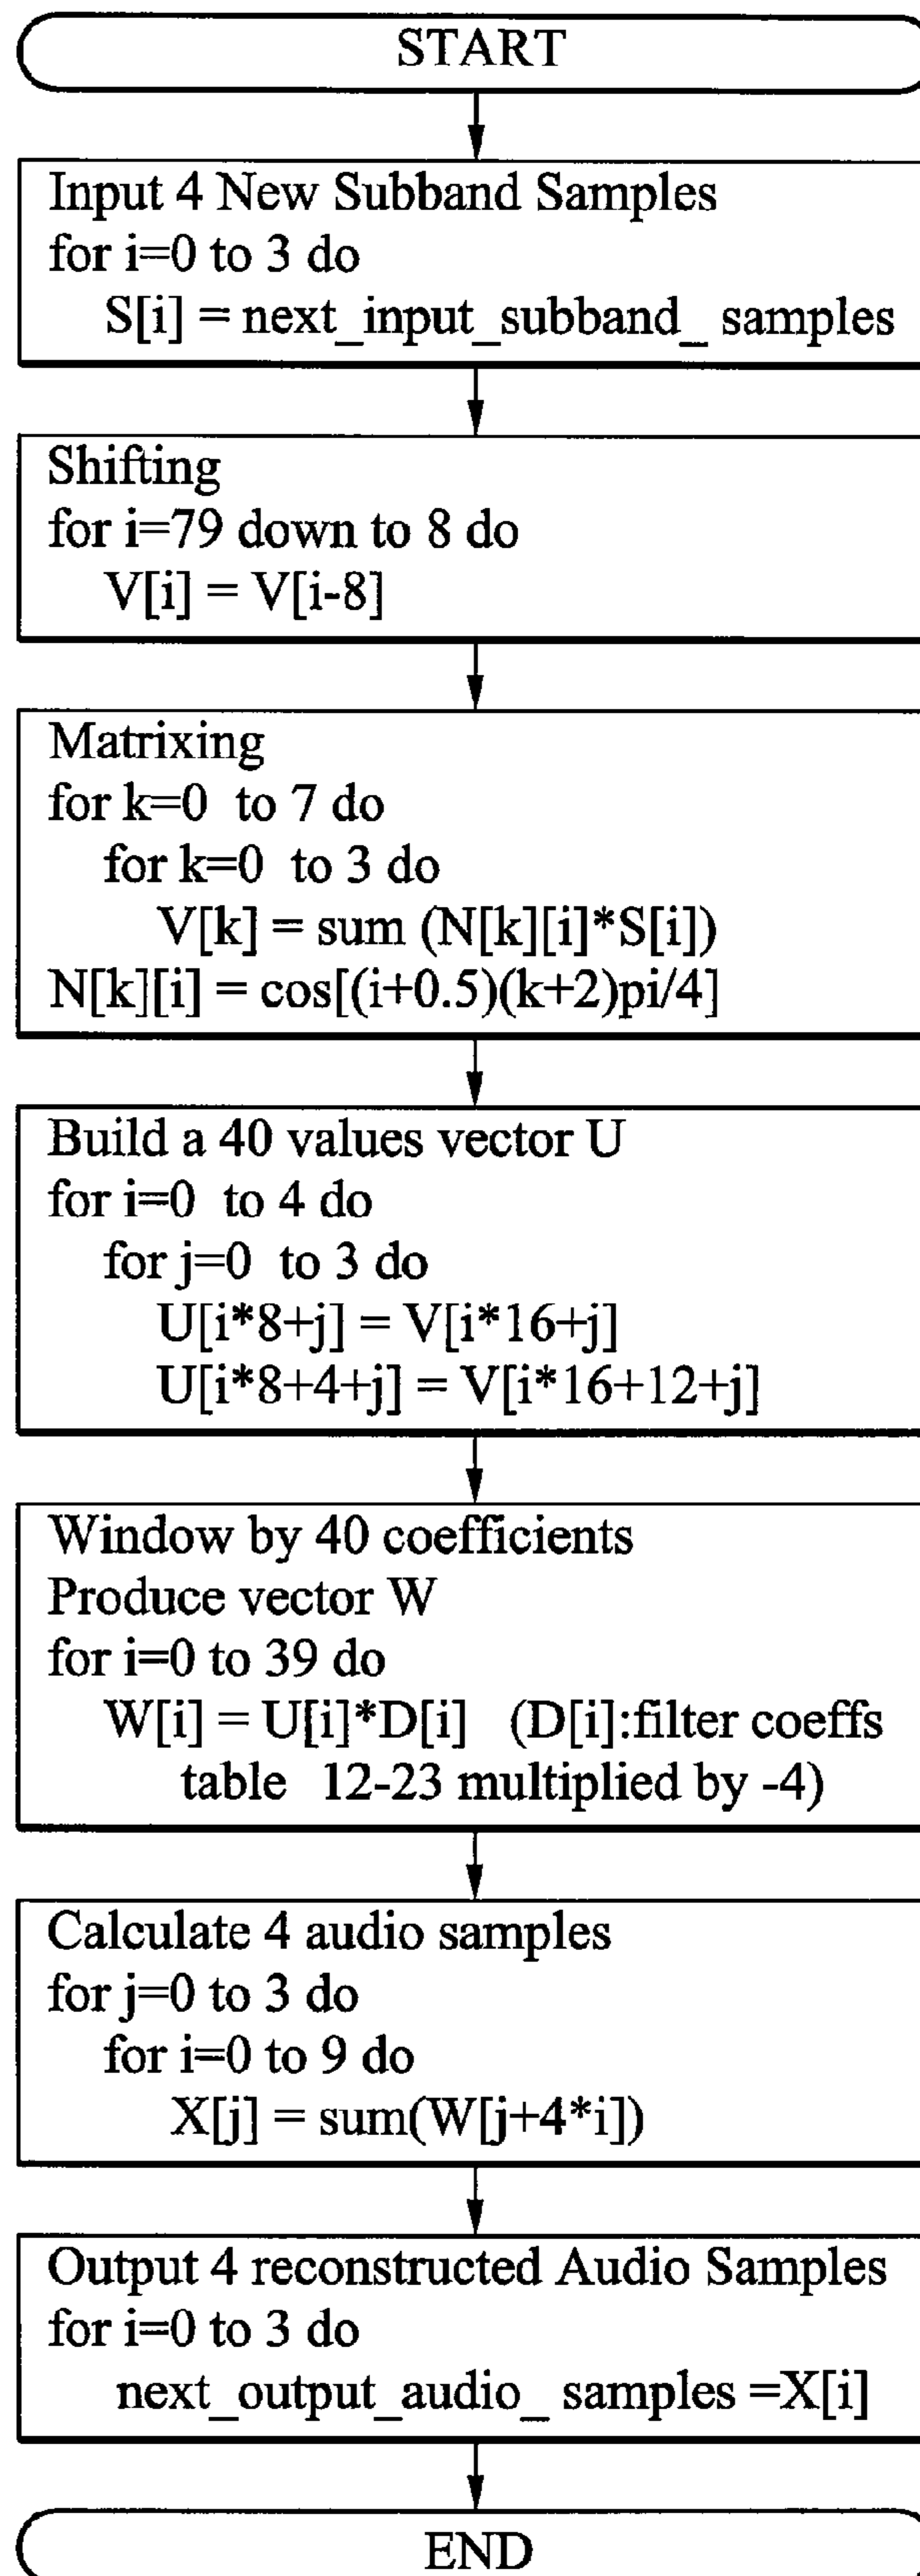 START
Input 4 New Subband Samples
for i=0 to 3 do
S[i] = next_input_subband_ samples
Shifting
for i=79 down to 8 do
V[i] = V[i-8]
Matrixing
for k=0 to 7 do
for k=0 to 3 do
V[k] = sum (N[k][i]*S[i])
N[k][i] = cos[(i+0.5)(k+2)pi/4]
Build a 40 values vector U
for i=0 to 4 do
for j=0 to 3 do
U[i*8+j] = V[i*16+j]
U[i*8+4+j] = V[i*16+12+j]
Window by 40 coefficients
Produce vector W
for i=0 to 39 do
W[i] = U[i]*D[i] (D[i]:filter coeffs
table 12-23 multiplied by -4)
Calculate 4 audio samples
for j=0 to 3 do
for i=0 to 9 do
X[j] = sum(W[j+4*i])
Output 4 reconstructed Audio Samples
for i=0 to 3 do
next_output_audio_ samples =X[i]
END